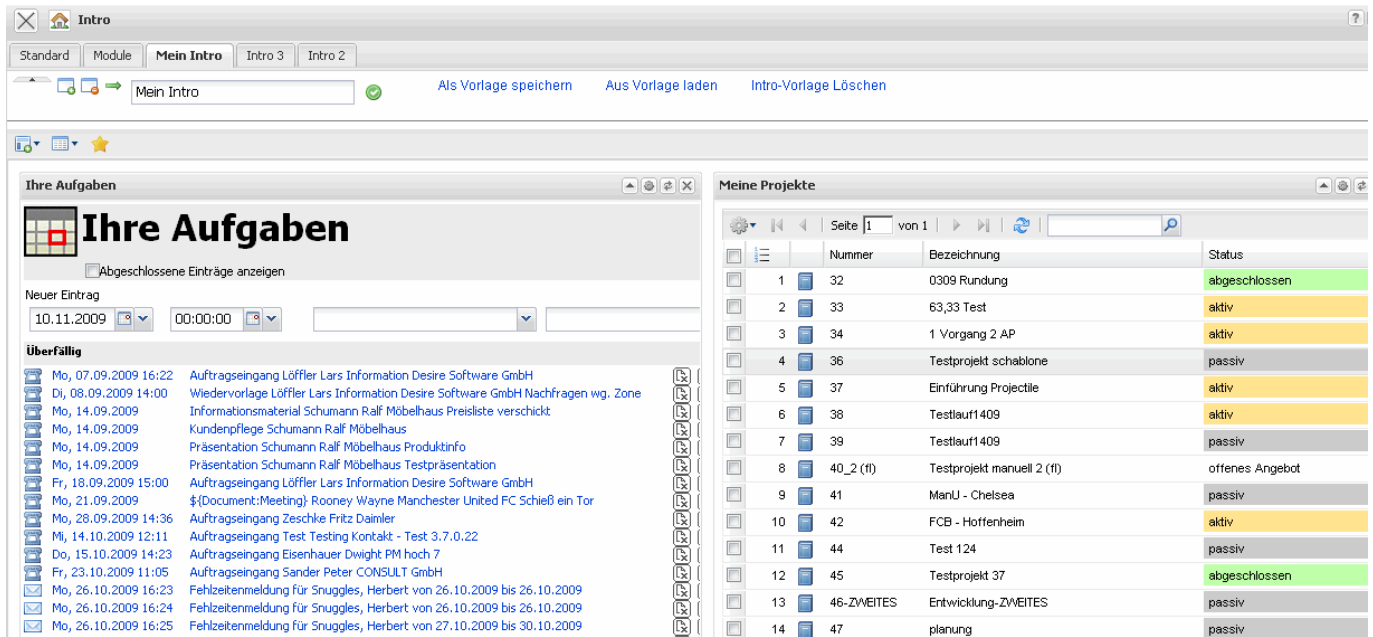 Intro
?
Standard Module Mein Intro Intro 3 Intro 2
Mein Intro Als Vorlage speichern Aus Vorlage laden Intro-Vorlage Löschen
Ihre Aufgaben
Ihre Aufgaben
Abgeschlossene Einträge anzeigen
Neuer Eintrag
10.11.2009 00:00:00
Überfällig
Mo, 07.09.2009 16:22 Auftragseingang Löffler Lars Information Desire Software GmbH
Di, 08.09.2009 14:00 Wiedervorlage Löffler Lars Information Desire Software GmbH Nachfragen wg. Zone
Mo, 14.09.2009 Informationsmaterial Schumann Ralf Möbelhaus Preisliste verschickt
Mo, 14.09.2009 Kundenpflege Schumann Ralf Möbelhaus
Mo, 14.09.2009 Präsentation Schumann Ralf Möbelhaus Produktinfo
Mo, 14.09.2009 Präsentation Schumann Ralf Möbelhaus Testpräsentation
Fr, 18.09.2009 15:00 Auftragseingang Löffler Lars Information Desire Software GmbH
Mo, 21.09.2009 ${Document:Meeting} Rooney Wayne Manchester United FC Schieß ein Tor
Mo, 28.09.2009 14:36 Auftragseingang Zeschke Fritz Daimler
Mi, 14.10.2009 12:11 Auftragseingang Test Testing Kontakt - Test 3.7.0.22
Do, 15.10.2009 14:23 Auftragseingang Eisenhauer Dwight PM hoch 7
Fr, 23.10.2009 11:05 Auftragseingang Sander Peter CONSULT GmbH
Mo, 26.10.2009 16:23 Fehlzeitenmeldung für Snuggles, Herbert von 26.10.2009 bis 26.10.2009
Mo, 26.10.2009 16:24 Fehlzeitenmeldung für Snuggles, Herbert von 26.10.2009 bis 26.10.2009
Mo, 26.10.2009 16:25 Fehlzeitenmeldung für Snuggles, Herbert von 27.10.2009 bis 30.10.2009
Meine Projekte
Seite 1 von 1
Nummer Bezeichnung Status
1 32 0309 Rundung abgeschlossen
2 33 63,33 Test aktiv
3 34 1 Vorgang 2 AP aktiv
4 36 Testprojekt schablone passiv
5 37 Einführung Projectile aktiv
6 38 Testlauf1409 aktiv
7 39 Testlauf1409 passiv
8 40_2 (fl) Testprojekt manuell 2 (fl) offenes Angebot
9 41 ManU - Chelsea passiv
10 42 FCB - Hoffenheim aktiv
11 44 Test 124 passiv
12 45 Testprojekt 37 abgeschlossen
13 46-ZWEITES Entwicklung-ZWEITES passiv
14 47 planung passiv